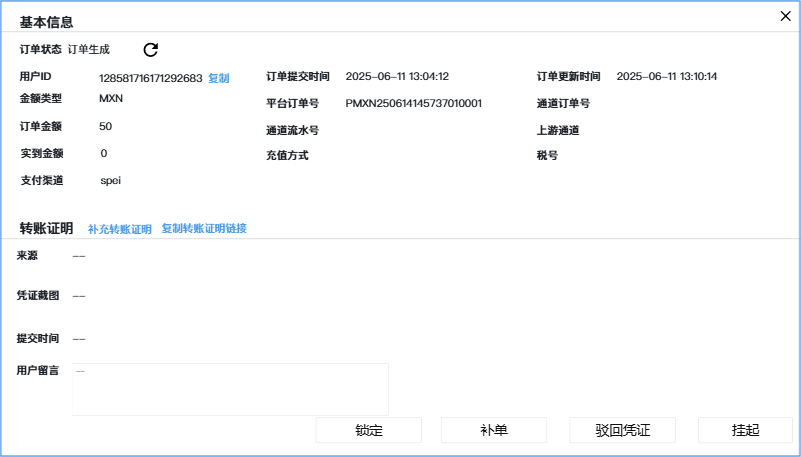 基本信息
订单状态 订单生成
用户ID 128581716171292683 复制 订单提交时间 2025-06-11 13:04:12 订单更新时间 2025-06-11 13:10:14
金额类型 MXN 平台订单号 PMXN250614145737010001 通道订单号
订单金额 50 通道流水号 上游通道
实到金额 0 充值方式 税号
支付渠道 spei
转账证明 补充转账证明 复制转账证明链接
来源 --
凭证截图 --
提交时间 --
用户留言 --
锁定 补单 驳回凭证 挂起